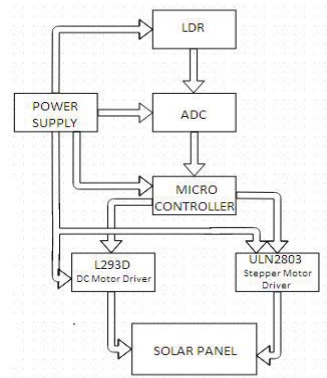 LDR
POWER
SUPPLY
ADC
MICRO
CONTROLLER
L293D
DC Motor Driver
ULN2803
Stepper Motor
Driver
SOLAR PANEL